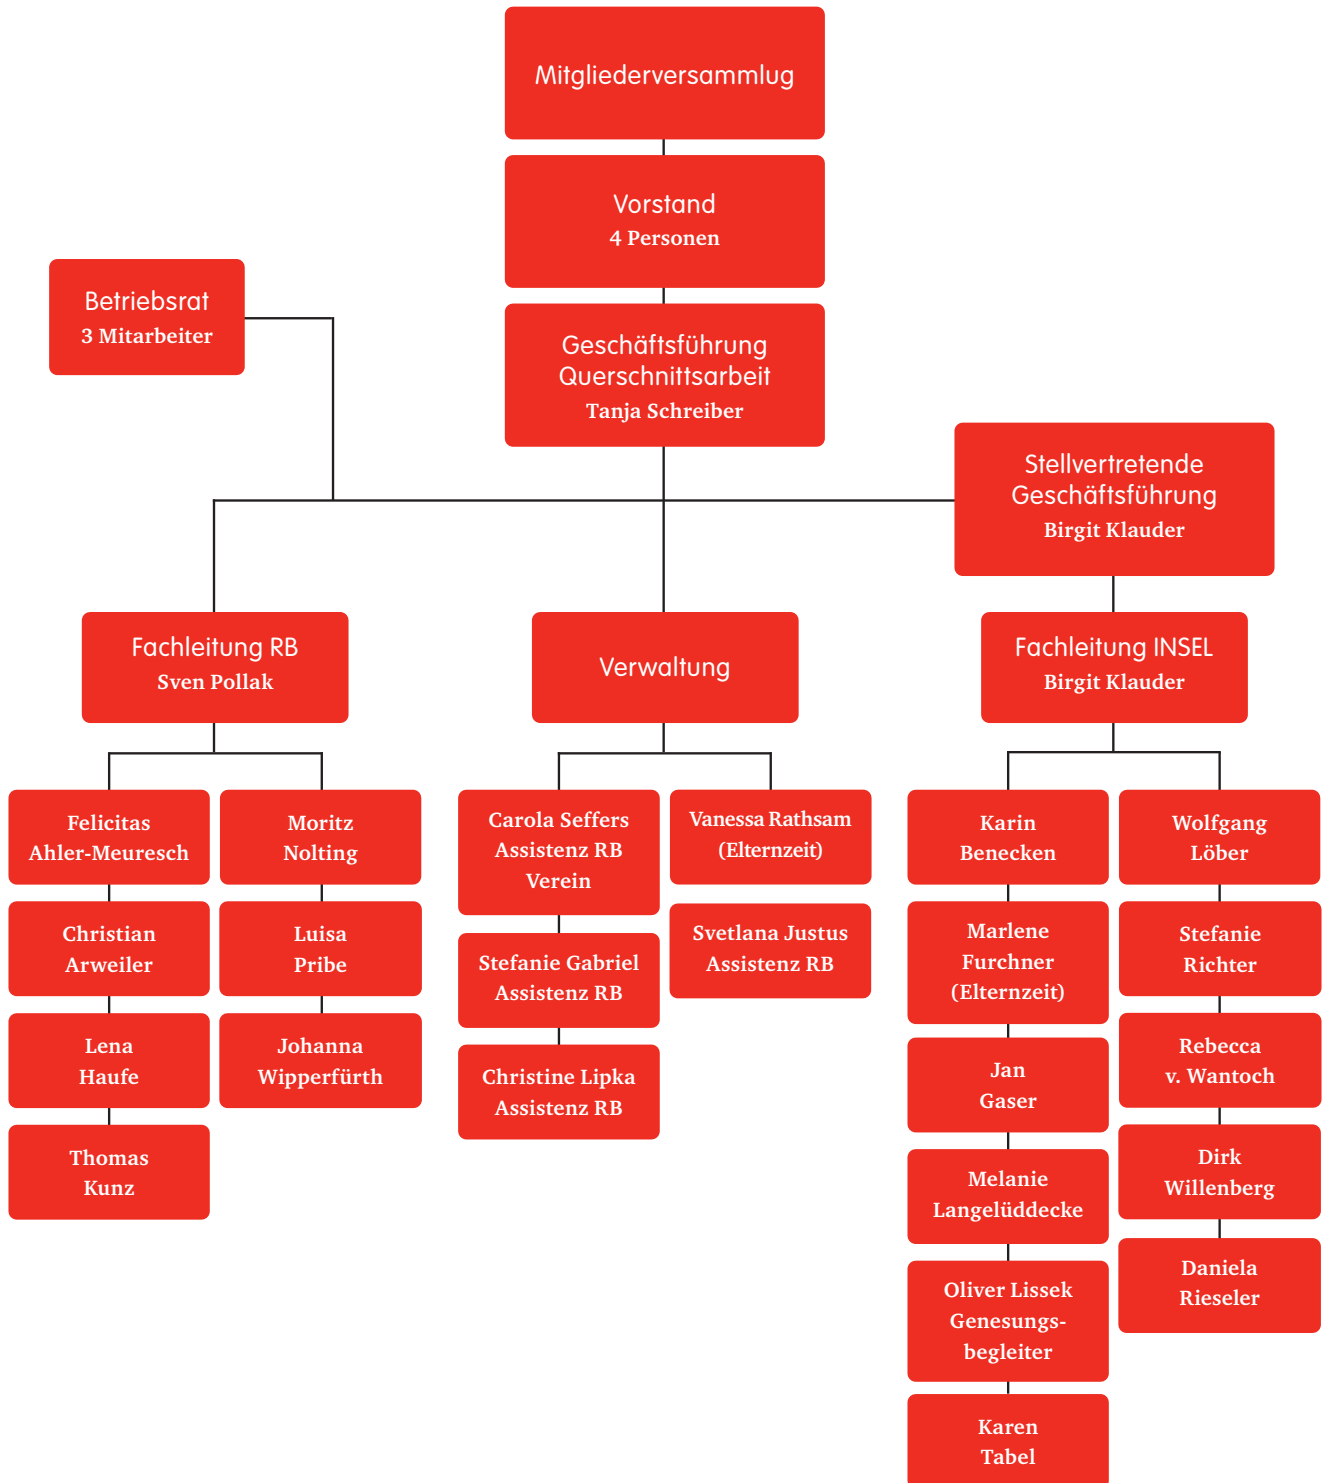 Mitgliederversammlug
Vorstand
4 Personen
Betriebsrat
3 Mitarbeiter
Geschäftsführung
Querschnittsarbeit
Tanja Schreiber
Stellvertretende
Geschäftsführung
Birgit Klauder
Fachleitung RB
Sven Pollak
Verwaltung
Fachleitung INSEL
Birgit Klauder
Felicitas
Ahler-Meuresch
Christian
Arweiler
Lena
Haufe
Thomas
Kunz
Moritz
Nolting
Luisa
Pribe
Johanna
Wipperfürth
Carola Seffers
Assistenz RB
Verein
Stefanie Gabriel
Assistenz RB
Christine Lipka
Assistenz RB
Vanessa Rathsam
(Elternzeit)
Svetlana Justus
Assistenz RB
Karin
Benecken
Marlene
Furchner
(Elternzeit)
Jan
Gaser
Melanie
Langelüddecke
Oliver Lissek
Genesungs-
begleiter
Karen
Tabel
Wolfgang
Löber
Stefanie
Richter
Rebecca
v. Wantoch
Dirk
Willenberg
Daniela
Rieseler